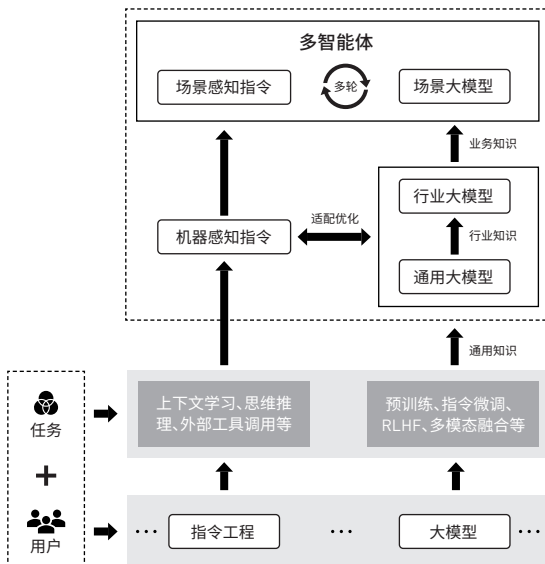 多智能体
场景感知指令
多轮
场景大模型
业务知识
行业大模型
适配优化
机器感知指令
行业知识
通用大模型
通用知识
上下文学习、思维推
理、外部工具调用等
预训练、指令微调、
RLHF、多模态融合等
任务
+
用户
…
指令工程
…
大模型
…